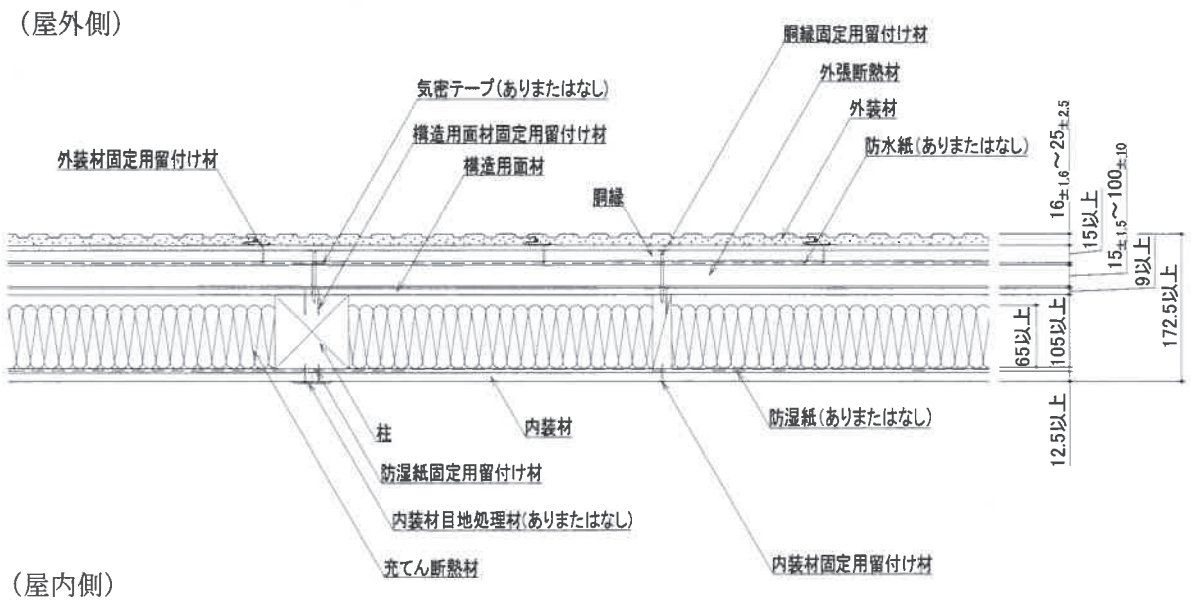 (屋外側)
胴縁固定用留付け材
外張断熱材
気密テープ(ありまたはなし)
外装材
構造用面材固定用留付け材
防水紙(ありまたはなし)
外装材固定用留付け材
構造用面材
胴縁
16±1.6～25±2.5
15以上
15±1.5～100±10
9以上
172.5以上
65以上
105以上
12.5以上
防湿紙(ありまたはなし)
内装材
柱
防湿紙固定用留付け材
内装材目地処理材(ありまたはなし)
充てん断熱材
内装材固定用留付け材
(屋内側)